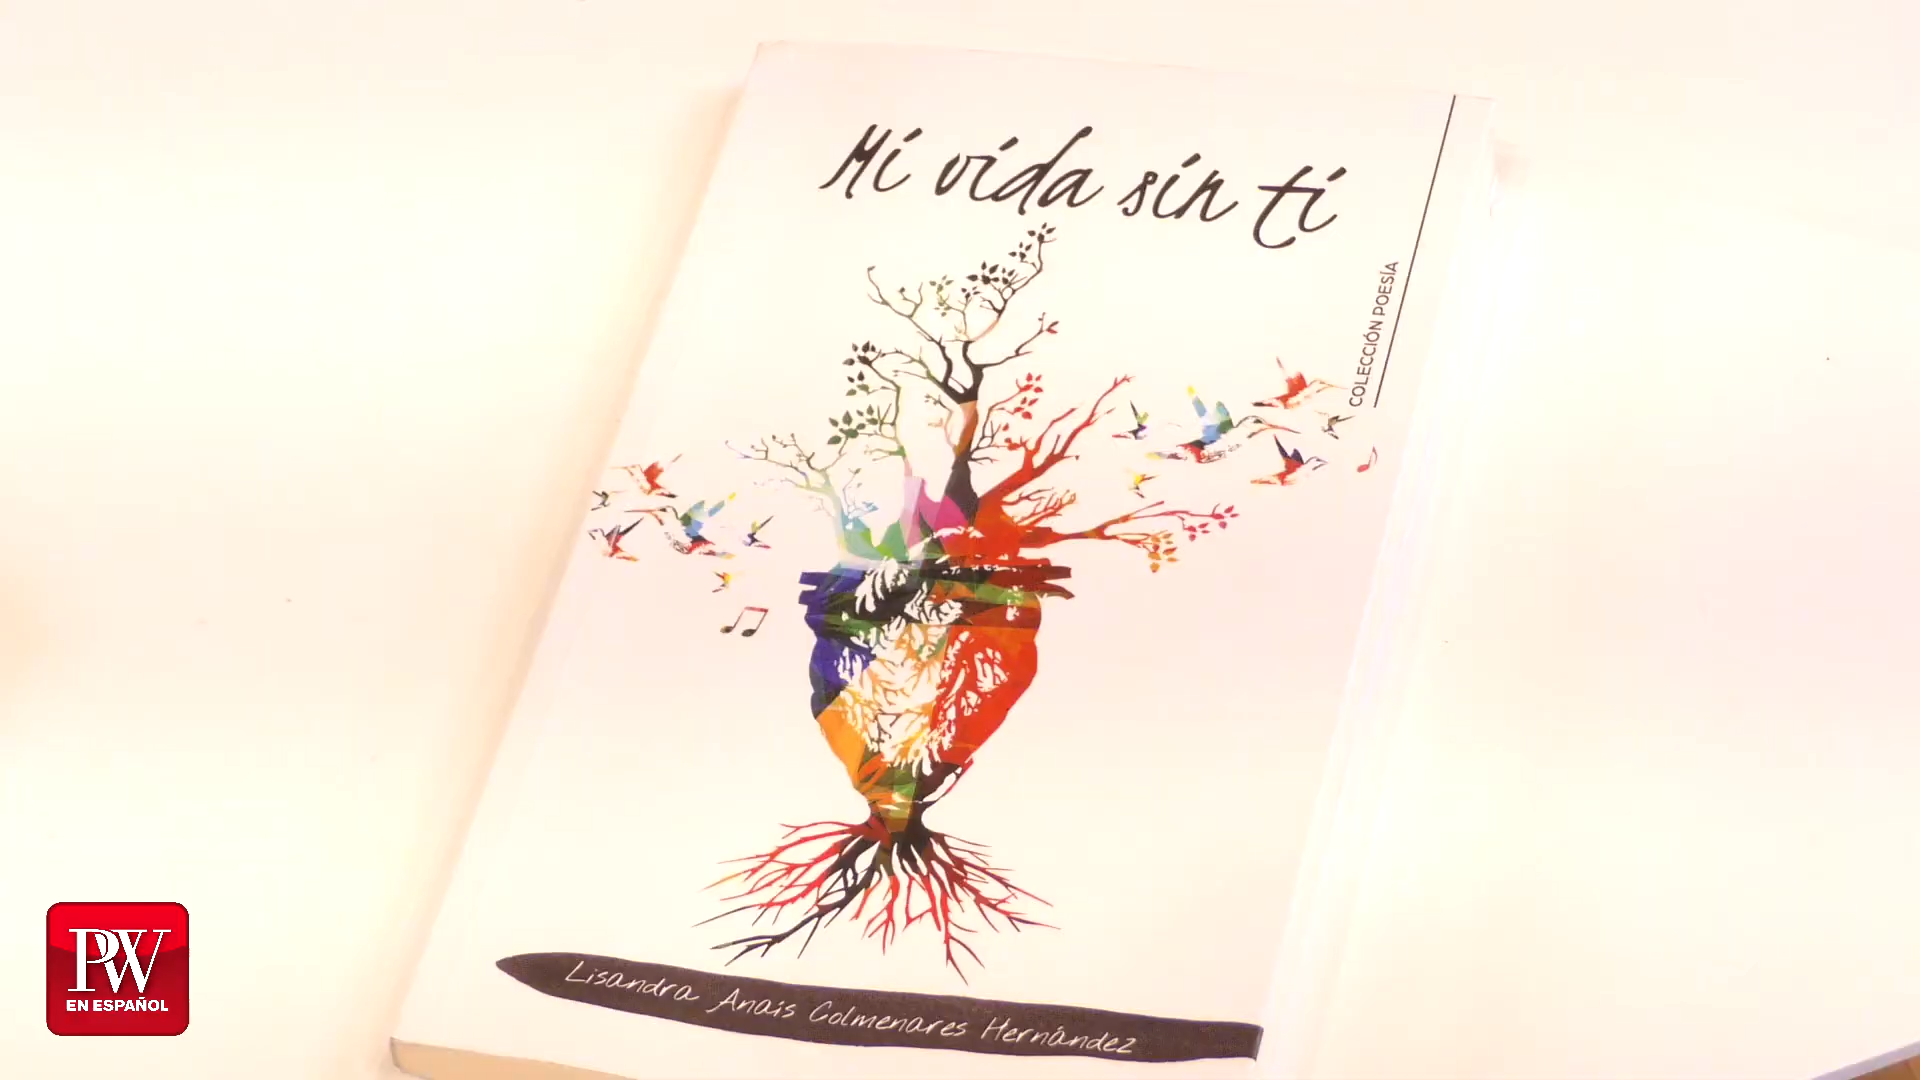 Mi vida sin ti
COLECCIÓN POESÍA
Lisandra Anais Colmenares Hernández
PW
EN ESPAÑOL